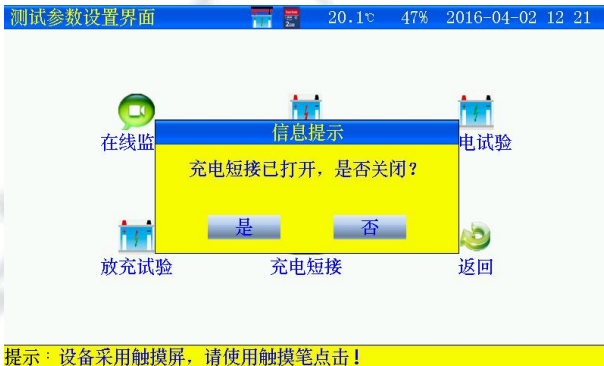 测试参数设置界面 20.1℃ 47% 2016-04-02 12 21
在线监
电试验
信息提示
充电短接已打开，是否关闭?
是 否
放充试验 充电短接 返回
提示：设备采用触摸屏，请使用触摸笔点击！